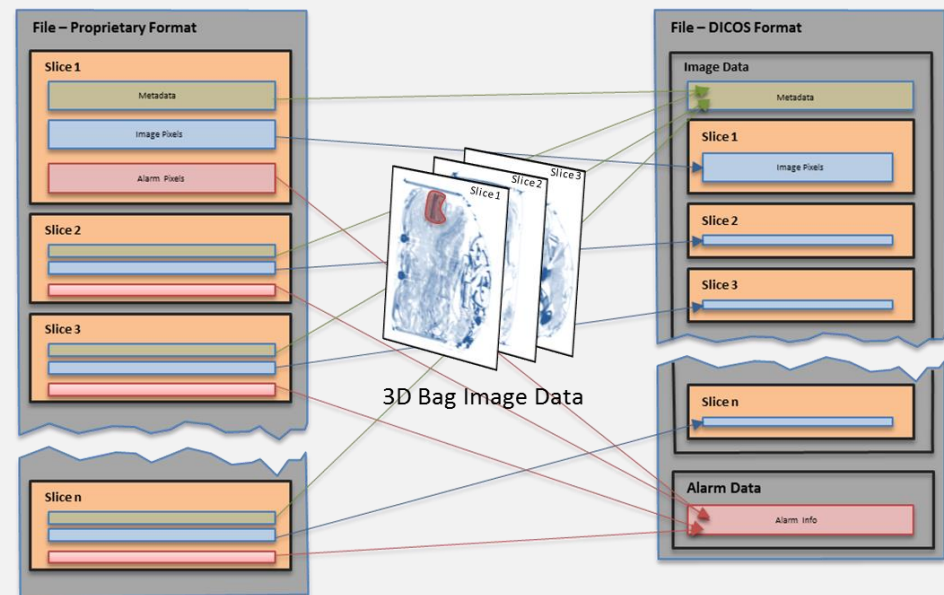 File – Proprietary Format
Slice 1
Metadata
Image Pixels
Alarm Pixels
Slice 2
Slice 3
Slice n
Slice 1
Slice 2
Slice 3
3D Bag Image Data
File – DICOS Format
Image Data
Metadata
Slice 1
Image Pixels
Slice 2
Slice 3
Slice n
Alarm Data
Alarm Info